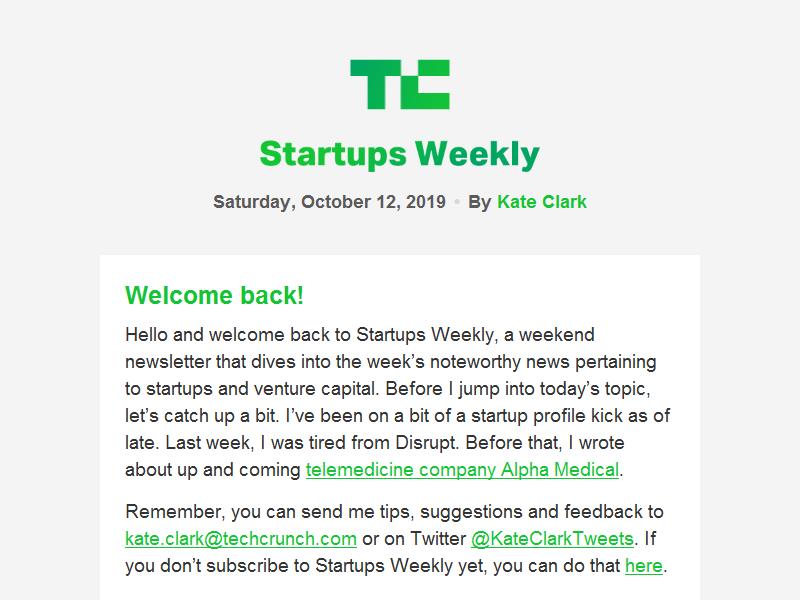 TC
Startups Weekly
Saturday, October 12, 2019 • By Kate Clark
Welcome back!
Hello and welcome back to Startups Weekly, a weekend
newsletter that dives into the week’s noteworthy news pertaining
to startups and venture capital. Before I jump into today’s topic,
let’s catch up a bit. I’ve been on a bit of a startup profile kick as of
late. Last week, I was tired from Disrupt. Before that, I wrote
about up and coming telemedicine company Alpha Medical.
Remember, you can send me tips, suggestions and feedback to
kate.clark@techcrunch.com or on Twitter @KateClarkTweets. If
you don’t subscribe to Startups Weekly yet, you can do that here.